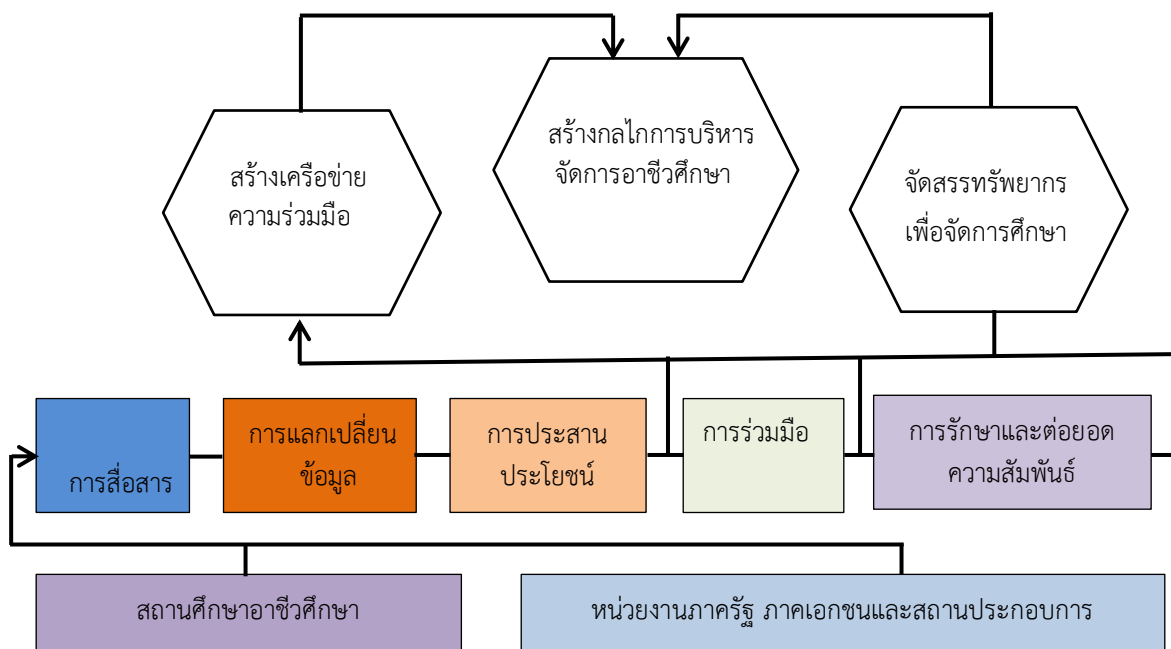 สร้างกลไกการบริหาร
จัดการอาชีวศึกษา
สร้างเครือข่าย
ความร่วมมือ
จัดสรรทรัพยากร
เพื่อจัดการศึกษา
การสื่อสาร
การแลกเปลี่ยน
ข้อมูล
การประสาน
ประโยชน์
การร่วมมือ
การรักษาและต่อยอด
ความสัมพันธ์
สถานศึกษาอาชีวศึกษา
หน่วยงานภาครัฐ ภาคเอกชนและสถานประกอบการ